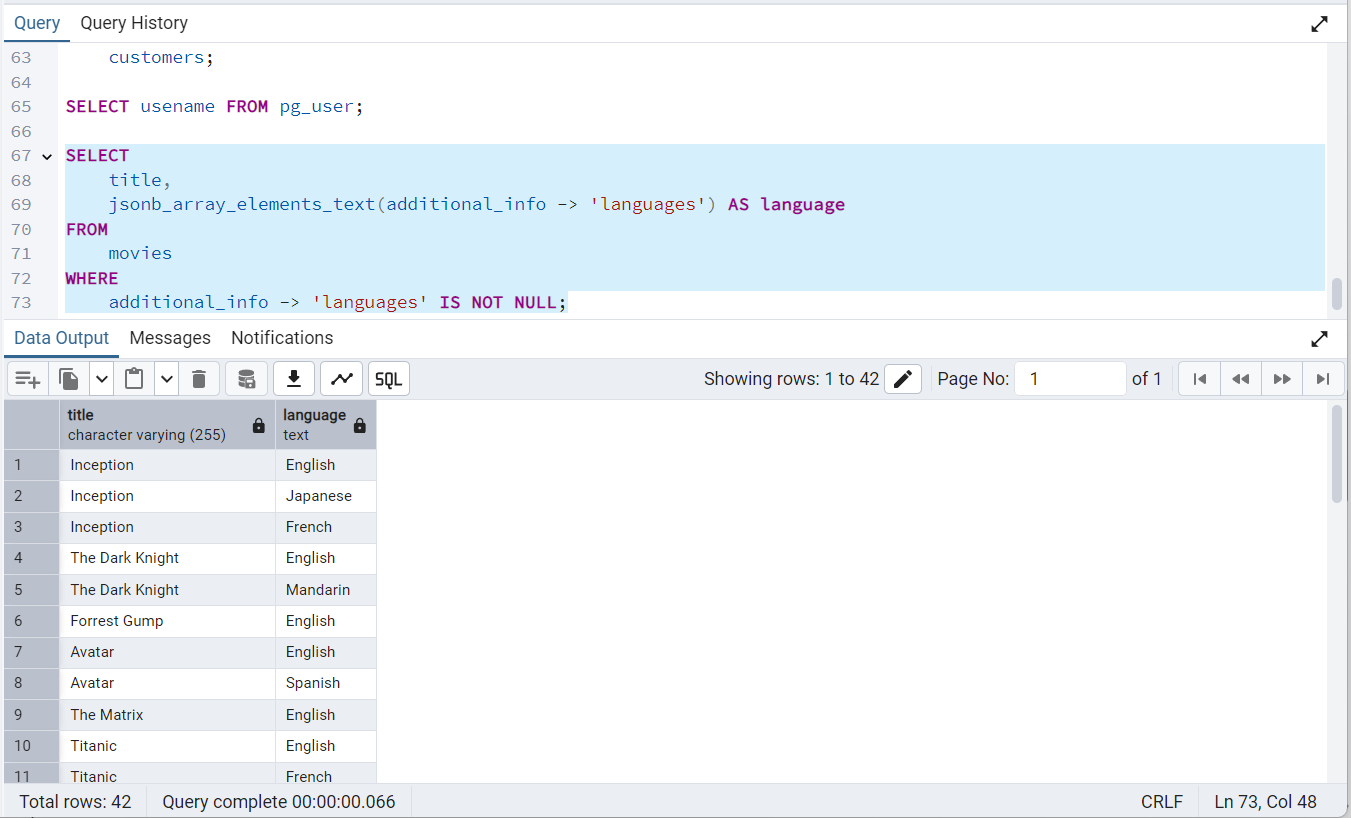 Query Query History
63 customers;
64
65 SELECT usename FROM pg_user;
66
67 SELECT
68 title,
69 jsonb_array_elements_text(additional_info -> 'languages') AS language
70 FROM
71 movies
72 WHERE
73 additional_info -> 'languages' IS NOT NULL;
Data Output Messages Notifications
SQL Showing rows: 1 to 42 Page No: 1 of 1
title language
character varying (255) text
1 Inception English
2 Inception Japanese
3 Inception French
4 The Dark Knight English
5 The Dark Knight Mandarin
6 Forrest Gump English
7 Avatar English
8 Avatar Spanish
9 The Matrix English
10 Titanic English
11 Titanic French
Total rows: 42 Query complete 00:00:00.066 CRLF Ln 73, Col 48